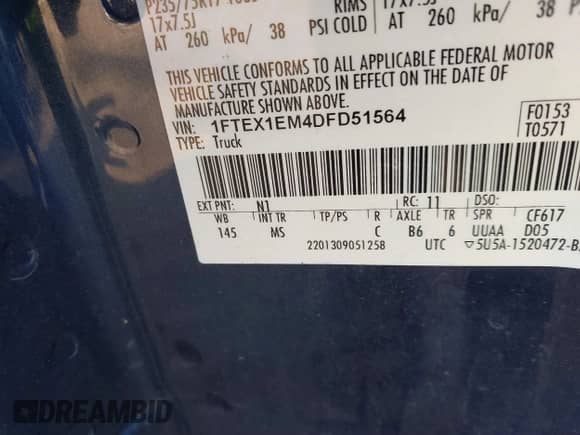 P235/75R17
17x7.5J RIMS 17x7.5J
AT 260 kPa/ 38 PSI COLD AT 260 kPa/ 38
THIS VEHICLE CONFORMS TO ALL APPLICABLE FEDERAL MOTOR
VEHICLE SAFETY STANDARDS IN EFFECT ON THE DATE OF
MANUFACTURE SHOWN ABOVE.
VIN: 1FTEX1EM4DFD51564 F0153
TYPE: Truck T0571
EXT PNT: N1 RC: 11 DSO:
WB INT TR TP/PS R AXLE TR SPR CF617
145 MS C B6 6 UUAA D05
2201309051258 UTC ▽5U5A-1520472-B
DREAMBID